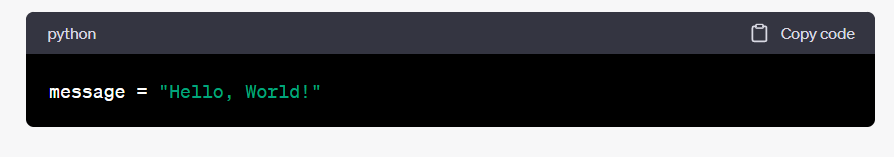 python Copy code
message = "Hello, World!"